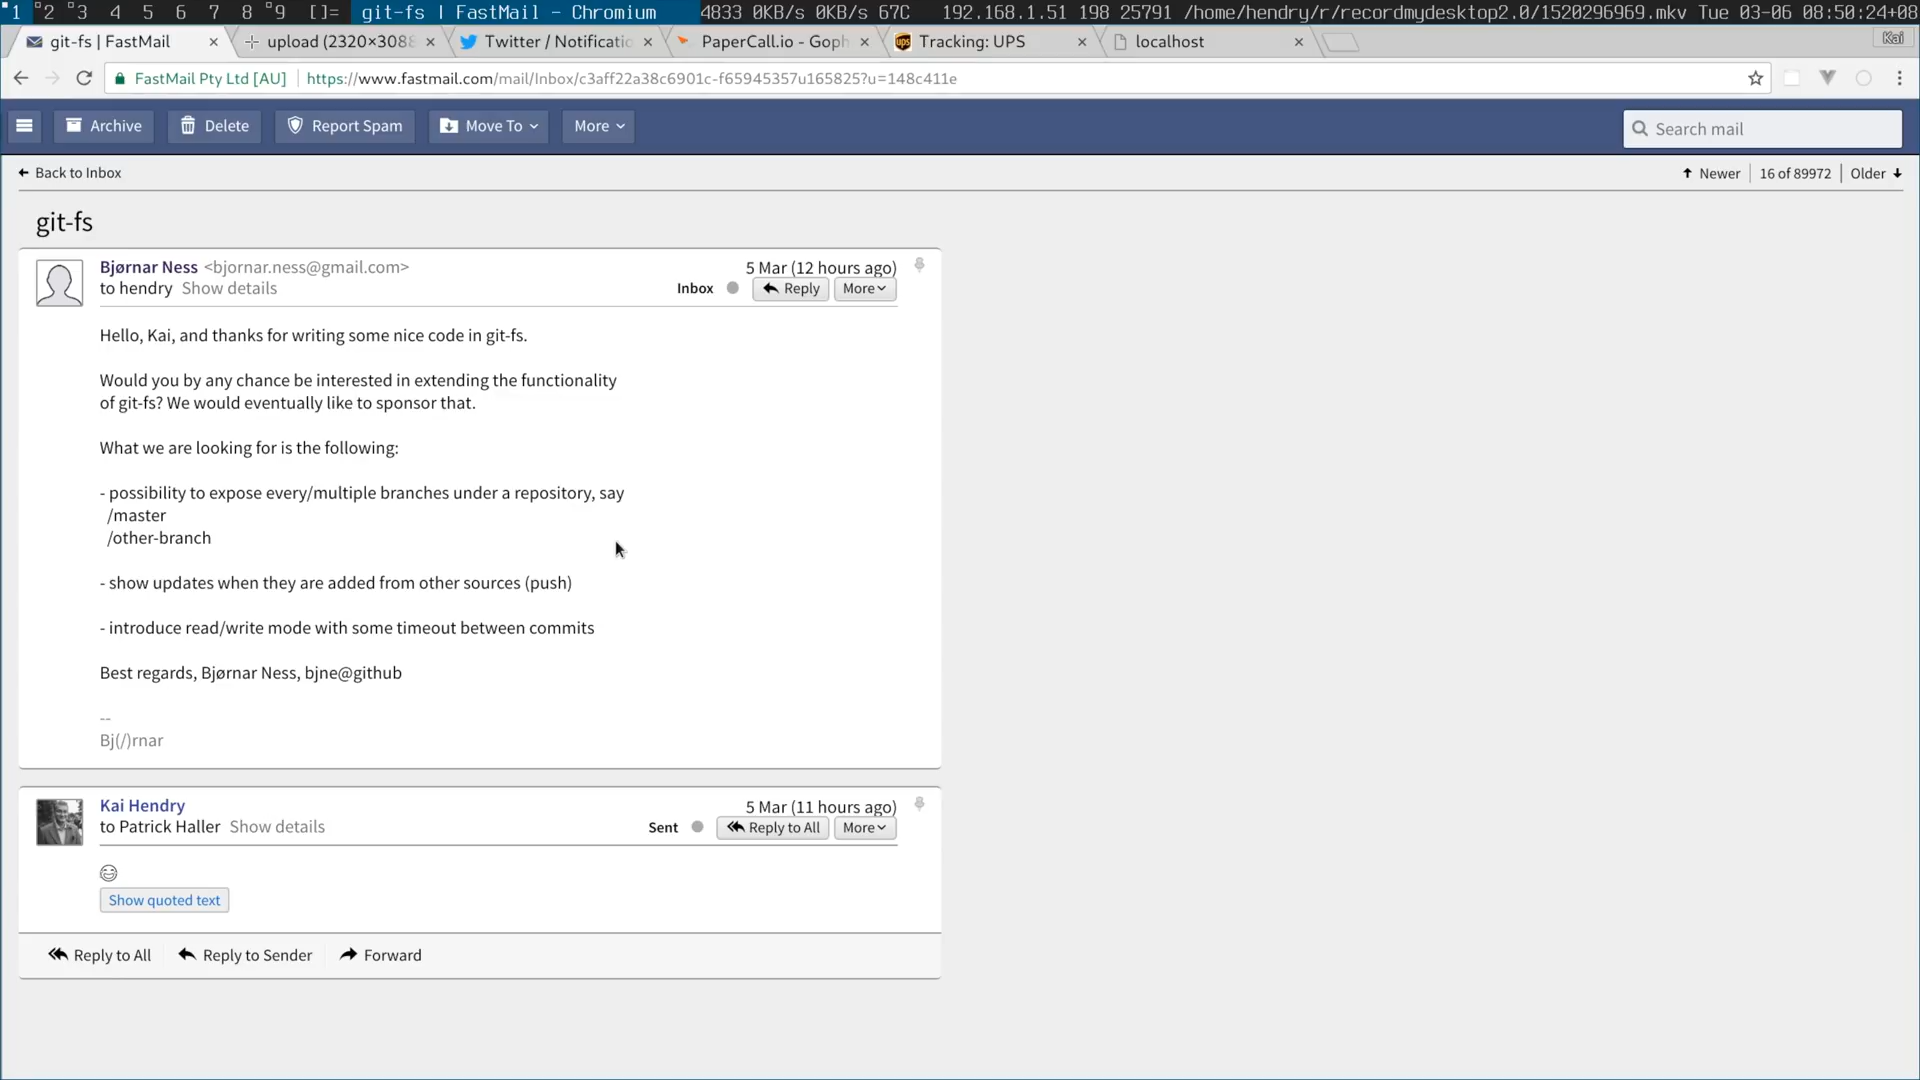 1 2 3 4 5 6 7 8 9 []= git-fs | FastMail - Chromium 4833 0KB/s 0KB/s 67C 192.168.1.51 198 25791 /home/hendry/r/recordmydesktop2.0/1520296969.mkv Tue 03-06 08:50:24+08
git-fs | FastMail upload (2320×3088 Twitter / Notificatio PaperCall.io - Goph Tracking: UPS localhost Kai
FastMail Pty Ltd [AU] https://www.fastmail.com/mail/Inbox/c3aff22a38c6901c-f65945357u165825?u=148c411e
Archive Delete Report Spam Move To More Search mail
Back to Inbox Newer 16 of 89972 Older
git-fs
Bjørnar Ness <bjornar.ness@gmail.com> 5 Mar (12 hours ago)
to hendry Show details Inbox Reply More
Hello, Kai, and thanks for writing some nice code in git-fs.
Would you by any chance be interested in extending the functionality
of git-fs? We would eventually like to sponsor that.
What we are looking for is the following:
- possibility to expose every/multiple branches under a repository, say
/master
/other-branch
- show updates when they are added from other sources (push)
- introduce read/write mode with some timeout between commits
Best regards, Bjørnar Ness, bjne@github
--
Bj(/)rnar
Kai Hendry 5 Mar (11 hours ago)
to Patrick Haller Show details Sent Reply to All More
😄
Show quoted text
Reply to All Reply to Sender Forward